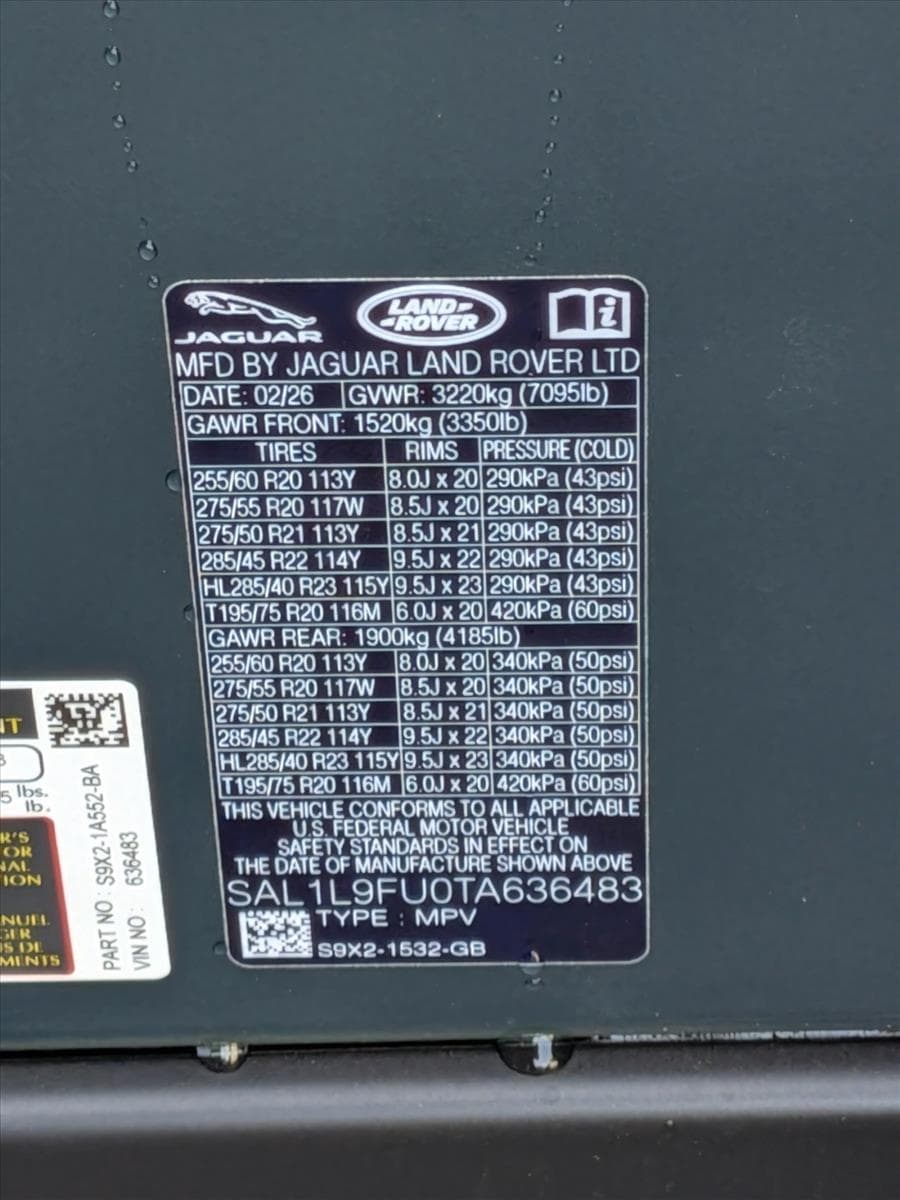 JAGUAR
LAND-
-ROVER
i
MFD BY JAGUAR LAND ROVER LTD
DATE: 02/26 GVWR: 3220kg (7095lb)
GAWR FRONT: 1520kg (3350lb)
TIRES RIMS PRESSURE (COLD)
255/60 R20 113Y 8.0J x 20 290kPa (43psi)
275/55 R20 117W 8.5J x 20 290kPa (43psi)
275/50 R21 113Y 8.5J x 21 290kPa (43psi)
285/45 R22 114Y 9.5J x 22 290kPa (43psi)
HL285/40 R23 115Y 9.5J x 23 290kPa (43psi)
T195/75 R20 116M 6.0J x 20 420kPa (60psi)
GAWR REAR: 1900kg (4185lb)
255/60 R20 113Y 8.0J x 20 340kPa (50psi)
275/55 R20 117W 8.5J x 20 340kPa (50psi)
275/50 R21 113Y 8.5J x 21 340kPa (50psi)
285/45 R22 114Y 9.5J x 22 340kPa (50psi)
HL285/40 R23 115Y 9.5J x 23 340kPa (50psi)
T195/75 R20 116M 6.0J x 20 420kPa (60psi)
THIS VEHICLE CONFORMS TO ALL APPLICABLE
U.S. FEDERAL MOTOR VEHICLE
SAFETY STANDARDS IN EFFECT ON
THE DATE OF MANUFACTURE SHOWN ABOVE
SAL1L9FU0TA636483
TYPE : MPV
S9X2-1532-GB
lbs.
lb.
OR
US DE
PART NO : S9X2-1A552-BA
VIN NO : 636483